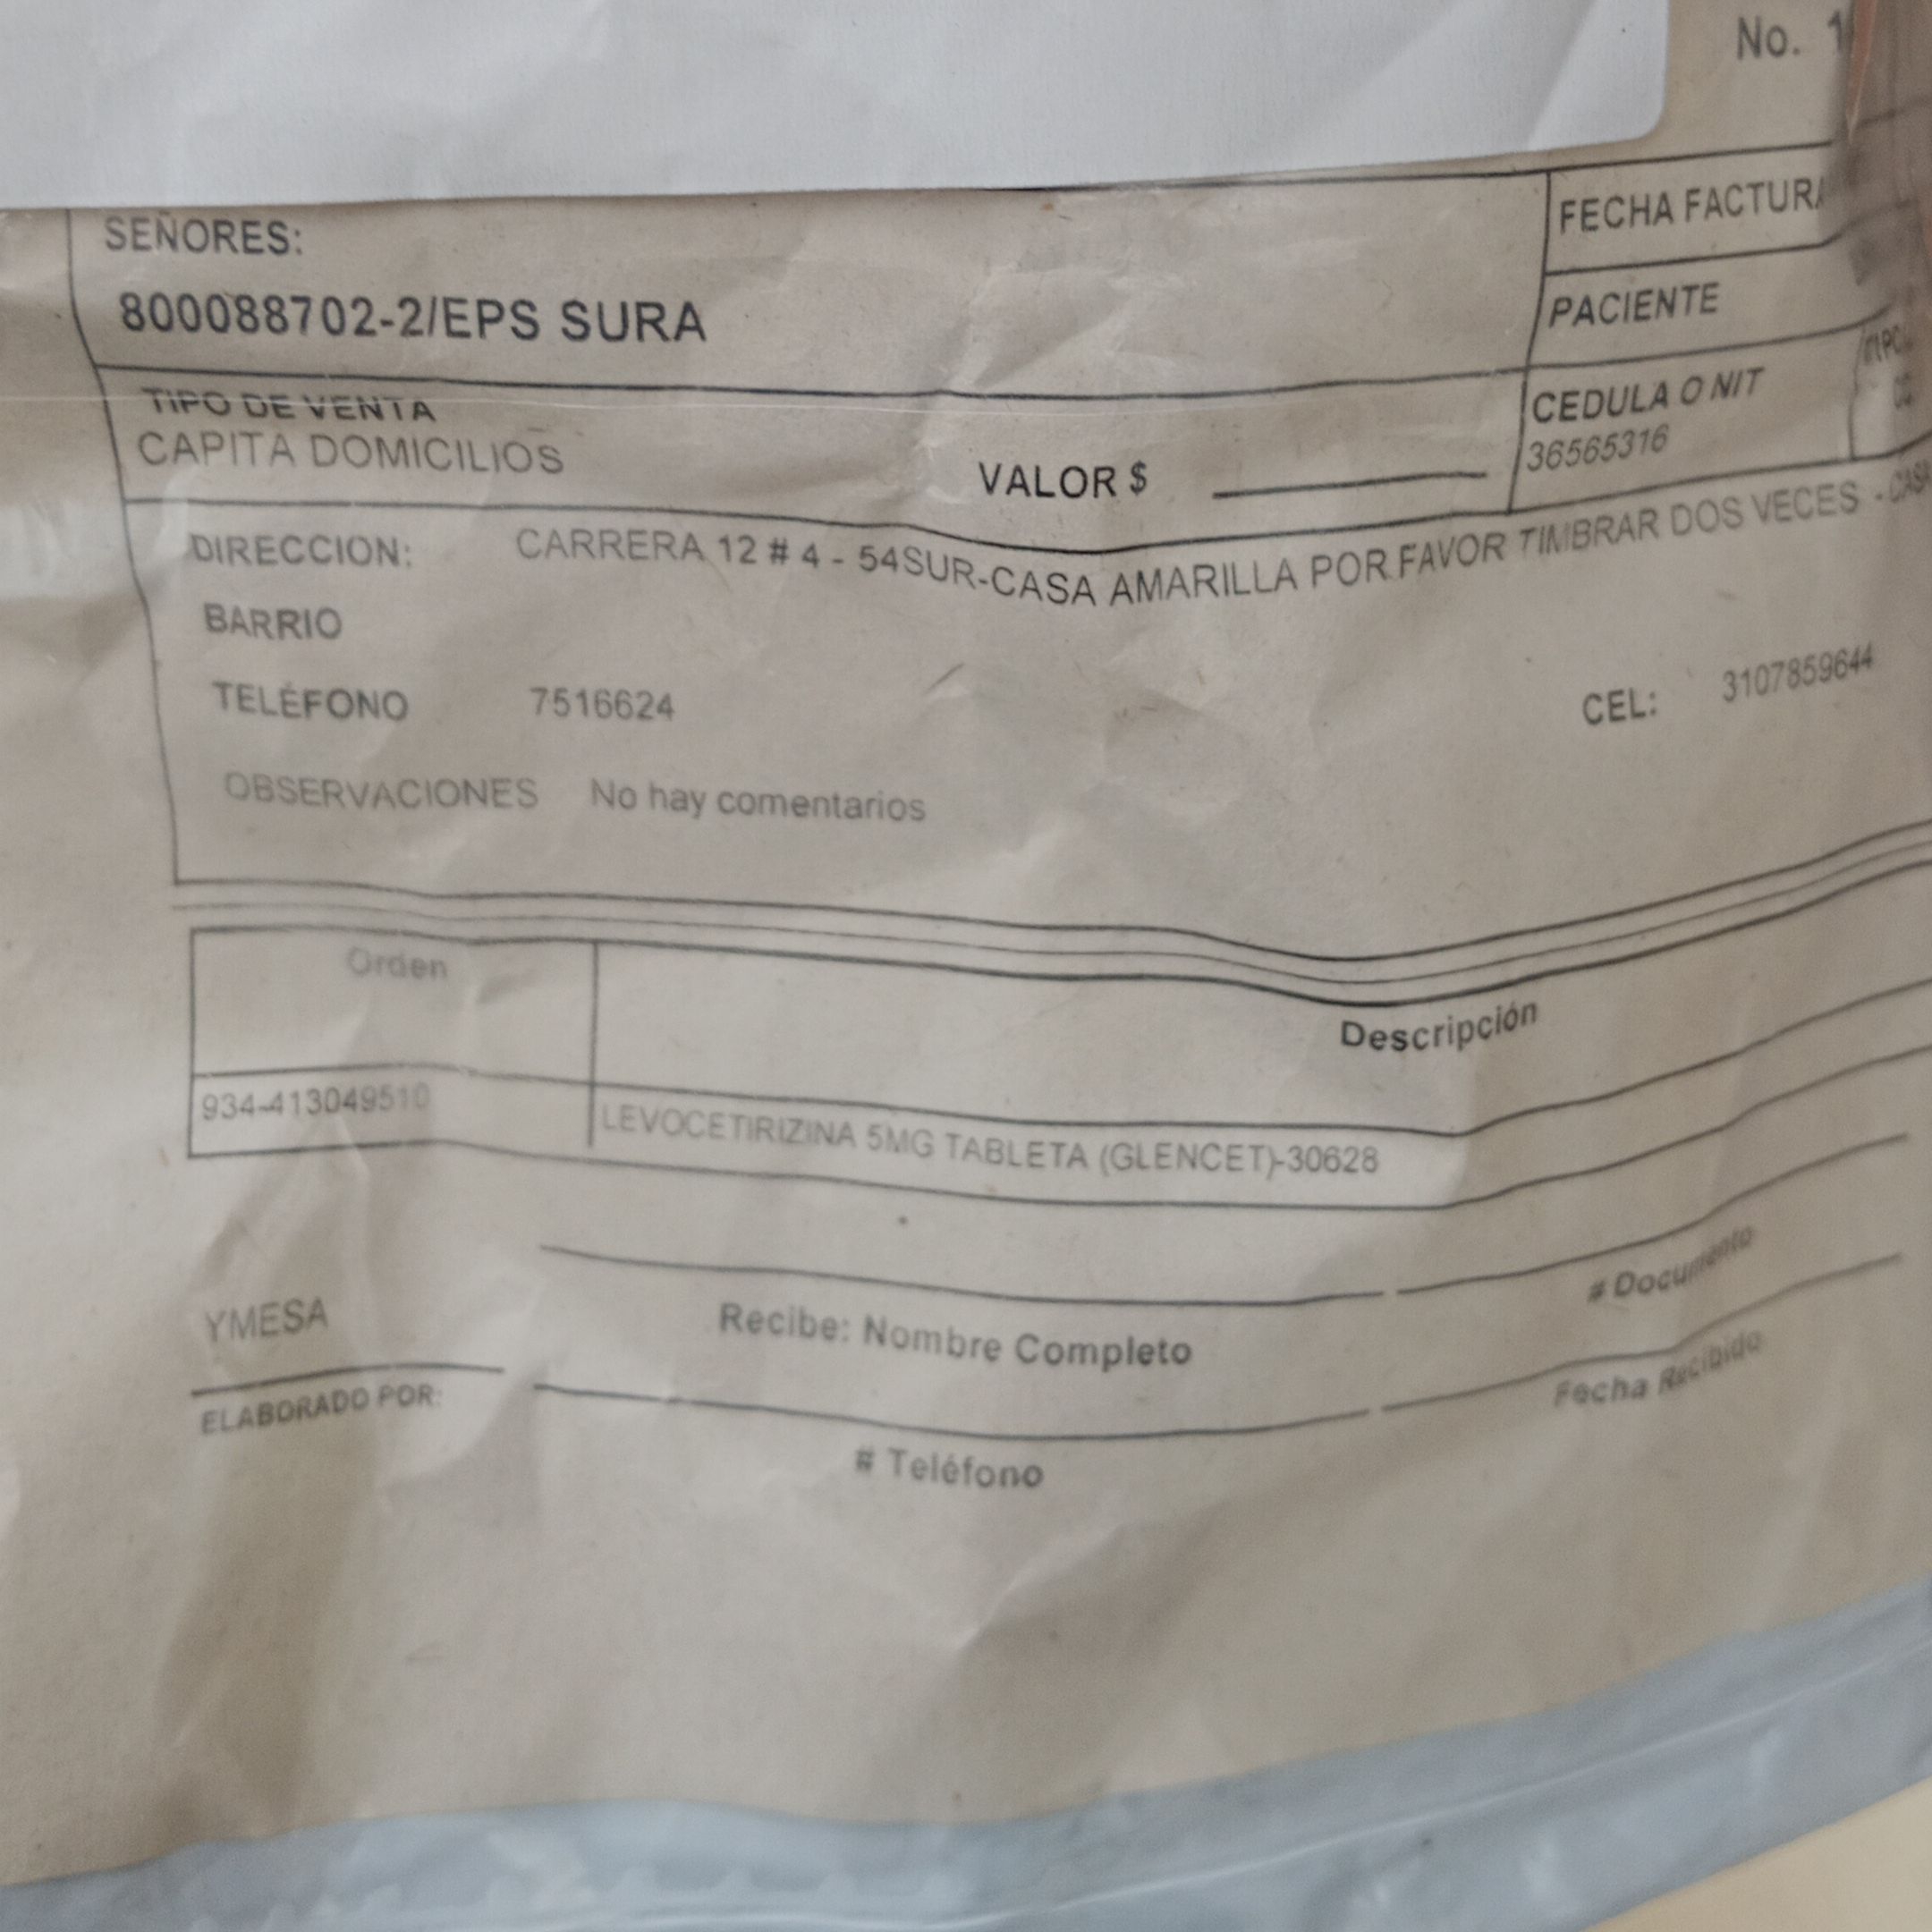 No. 1
SEÑORES:
800088702-2/EPS SURA
FECHA FACTURA
PACIENTE
TIPO DE VENTA
CAPITA DOMICILIOS
VALOR $
CEDULA O NIT
36565316
DIRECCION: CARRERA 12 # 4 - 54SUR-CASA AMARILLA POR FAVOR TIMBRAR DOS VECES - CASA
BARRIO
TELÉFONO 7516624 CEL: 3107859644
OBSERVACIONES No hay comentarios
Orden Descripción
934-413049510 LEVOCETIRIZINA 5MG TABLETA (GLENCET)-30628
YMESA
ELABORADO POR:
Recibe: Nombre Completo # Documento
# Teléfono Fecha Recibido